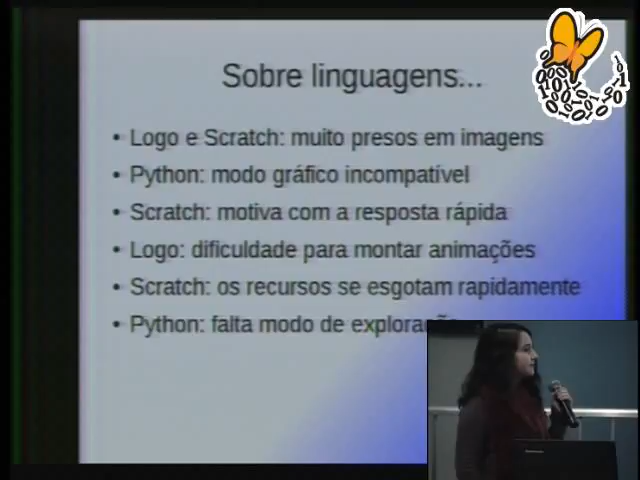 Sobre linguagens...
• Logo e Scratch: muito presos em imagens
• Python: modo gráfico incompatível
• Scratch: motiva com a resposta rápida
• Logo: dificuldade para montar animações
• Scratch: os recursos se esgotam rapidamente
• Python: falta modo de exploração